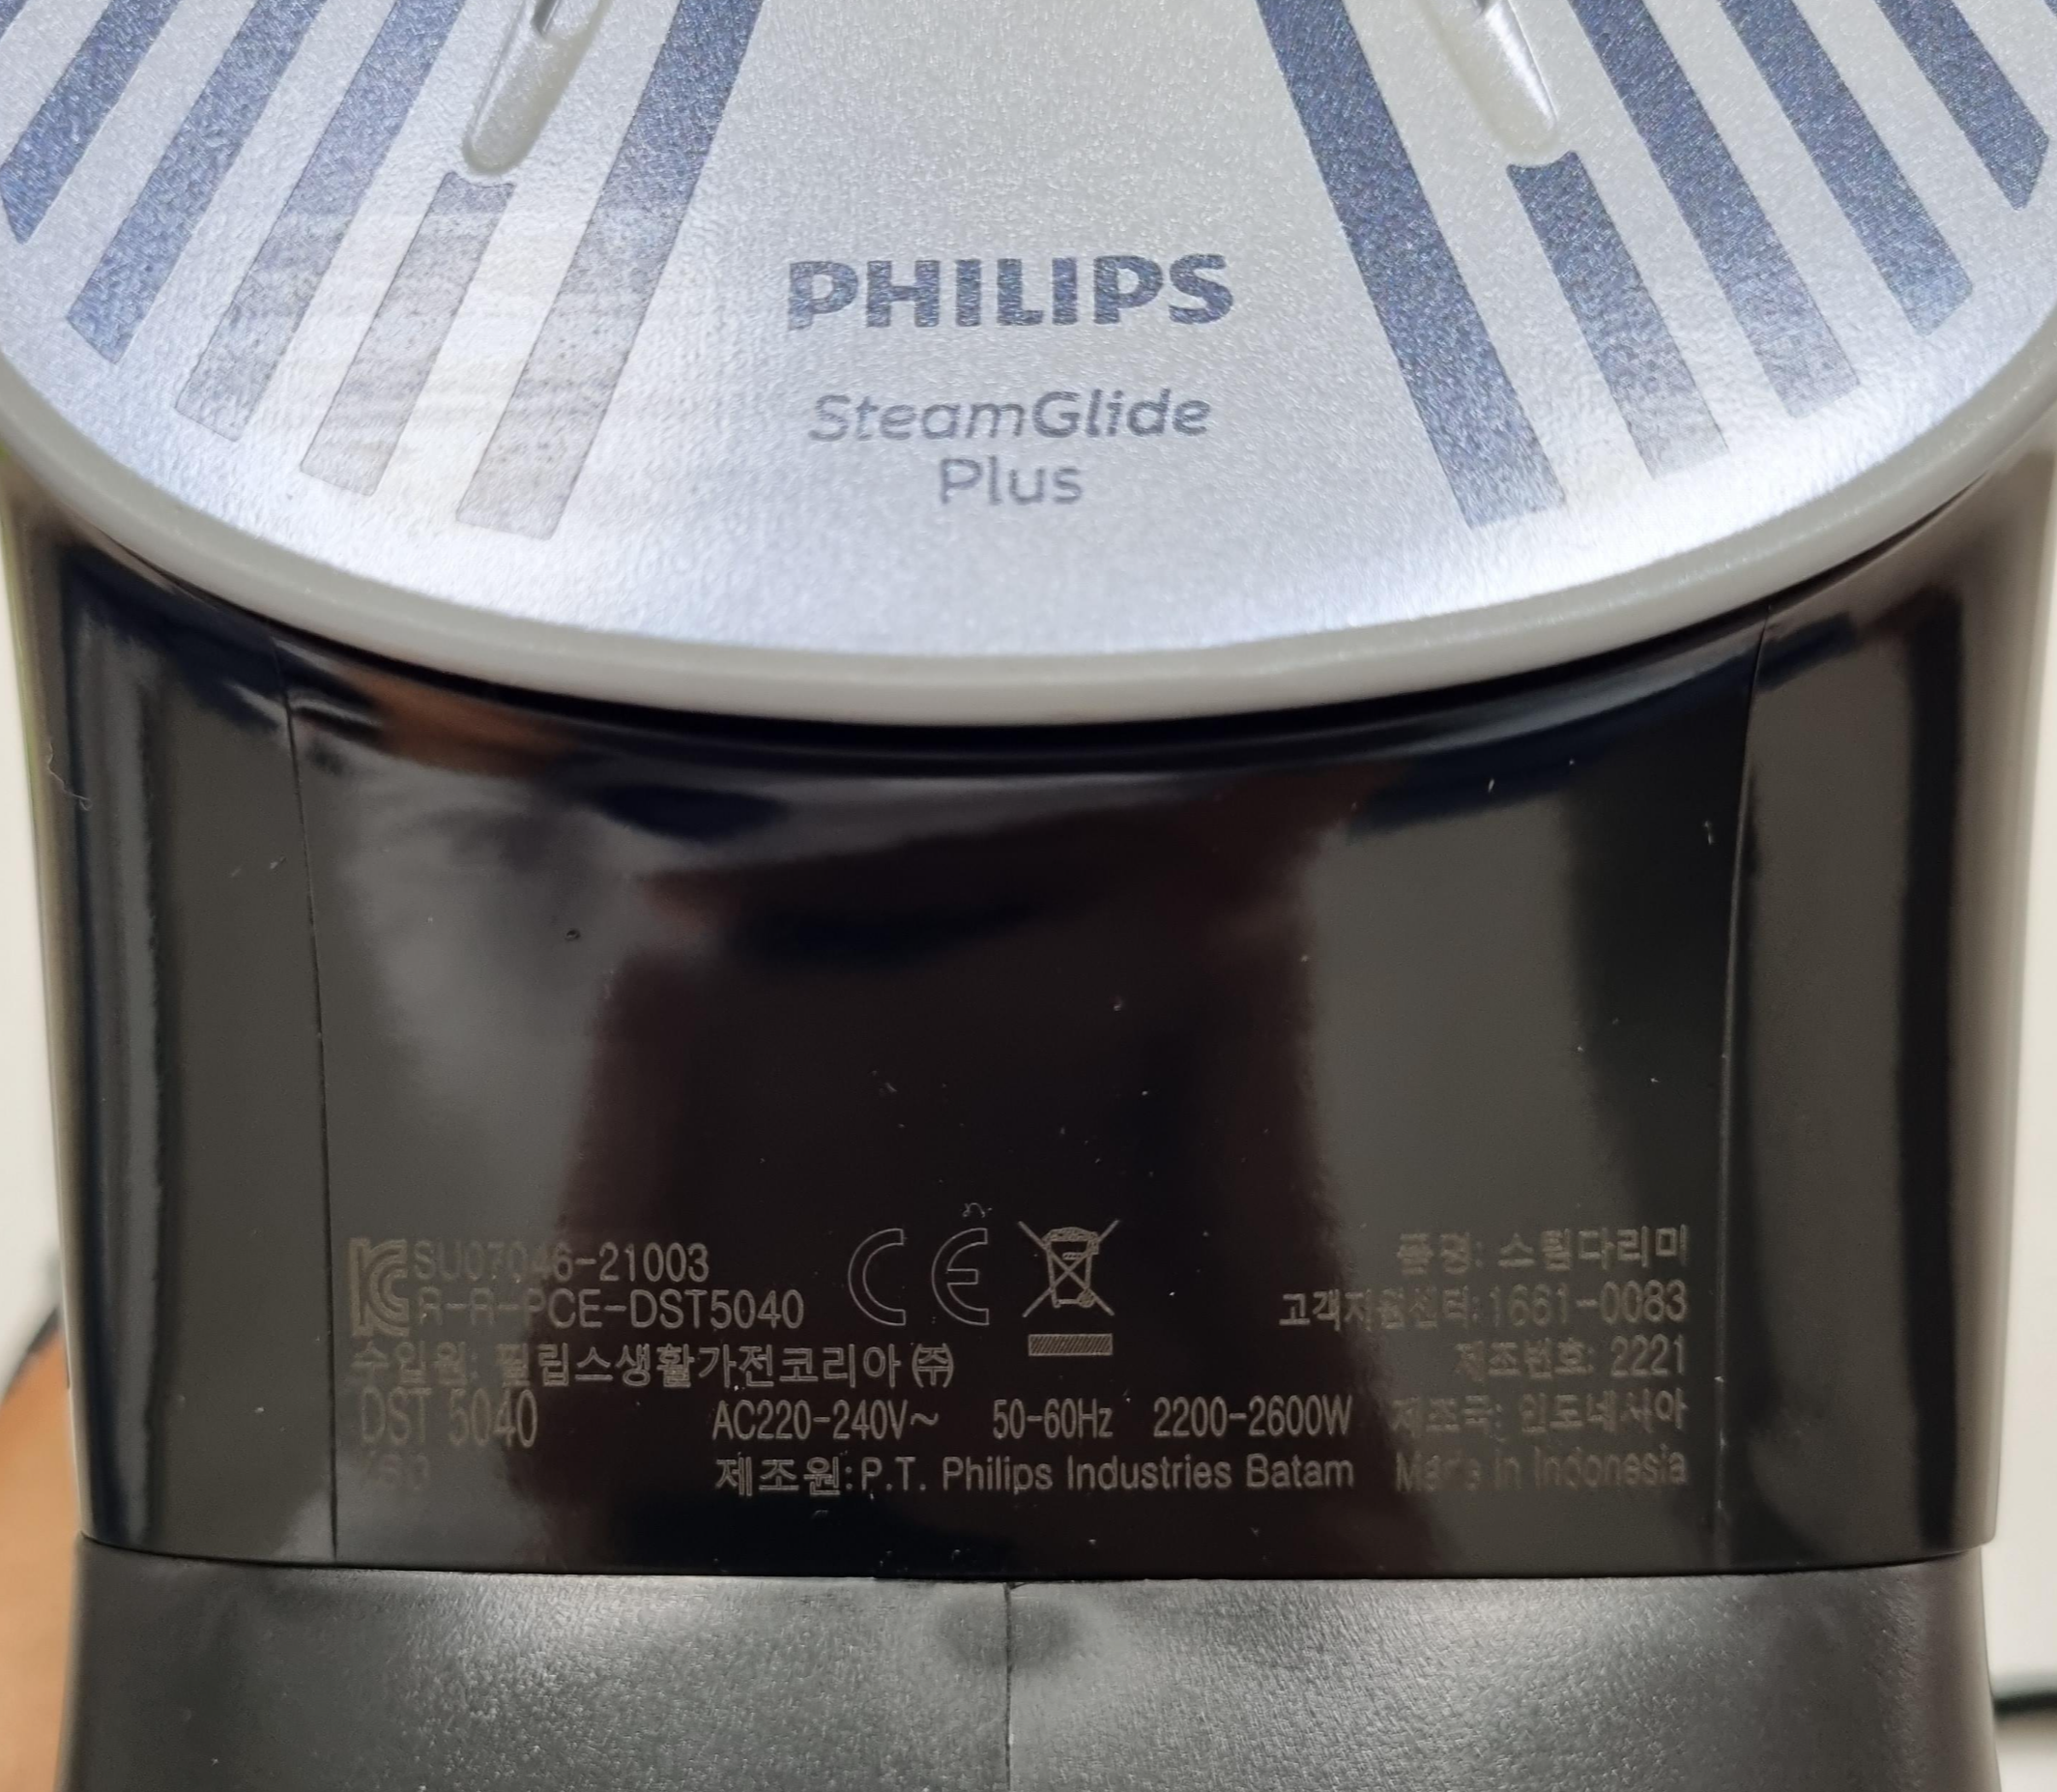 PHILIPS
SteamGlide
Plus
SU07046-21003
R-R-PCE-DST5040
CE
수입원: 필립스생활가전코리아㈜
DST 5040
AC220-240V~ 50-60Hz 2200-2600W
제조원:P.T. Philips Industries Batam
품명: 스팀다리미
고객지원센터:1661-0083
제조번호: 2221
제조국: 인도네시아
Made in Indonesia